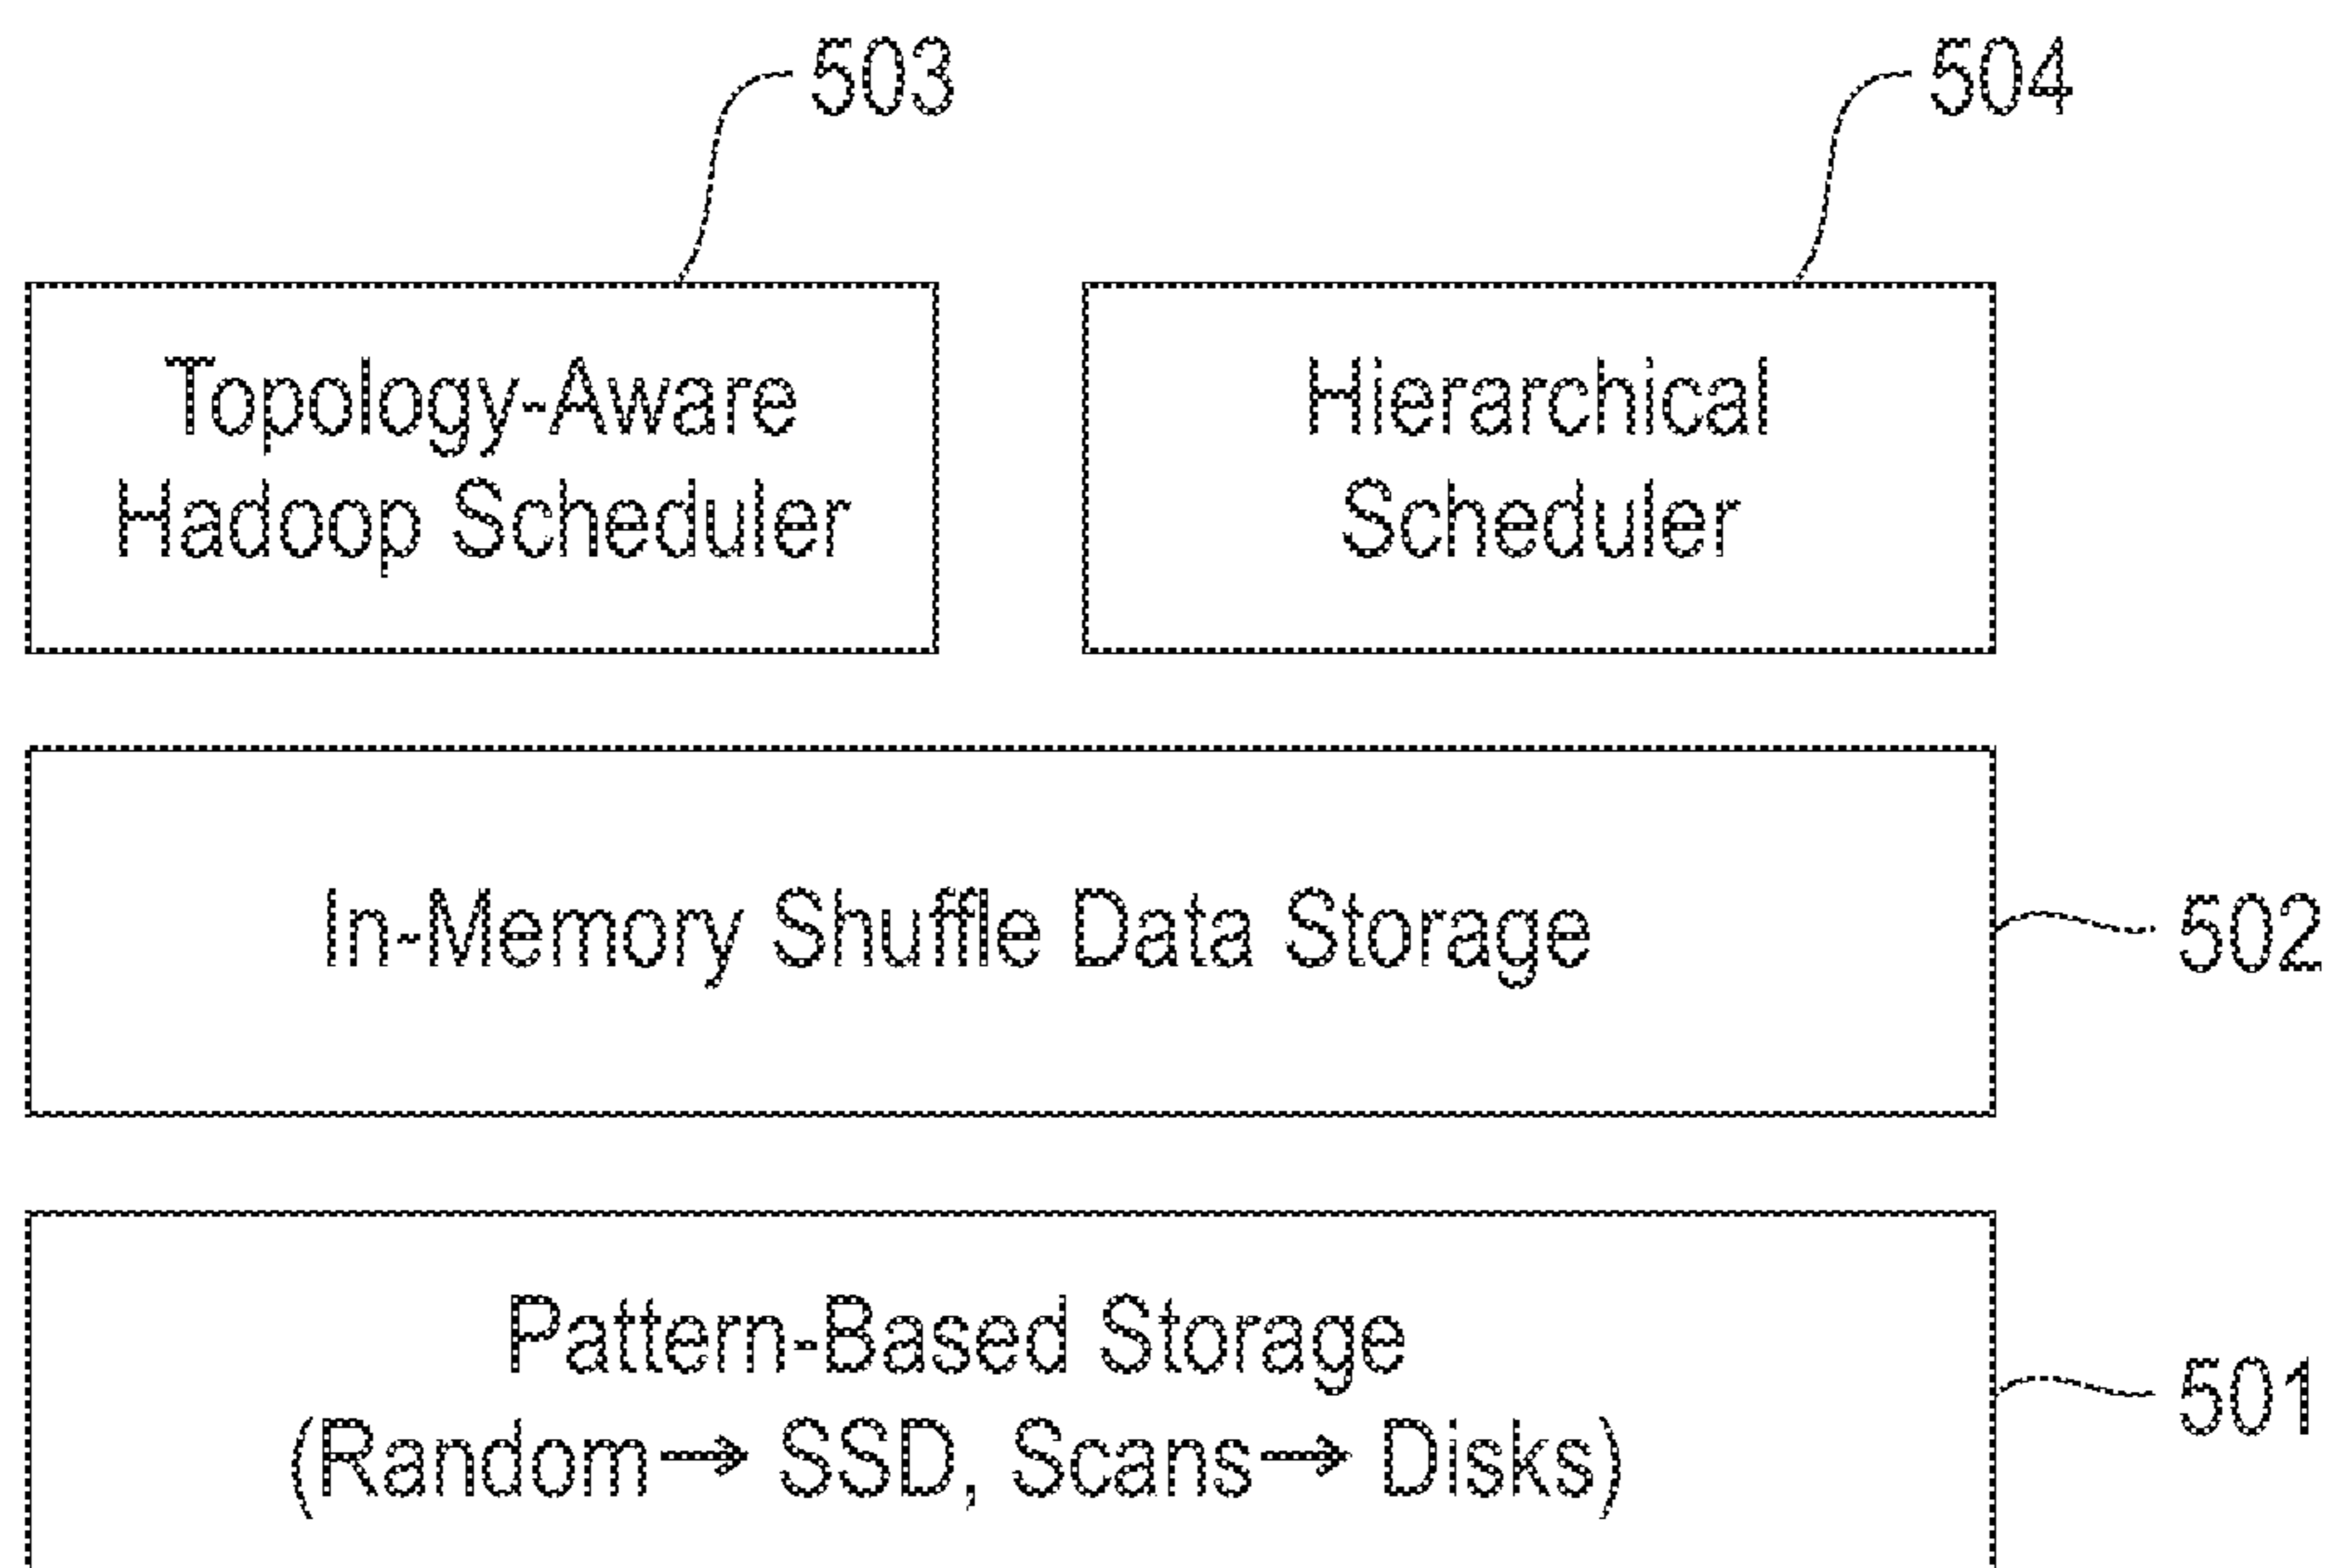 503
504
Topology-Aware
Hadoop Scheduler
Hierarchical
Scheduler
In-Memory Shuffle Data Storage
502
Pattern-Based Storage
(Random→ SSD, Scans→ Disks)
501